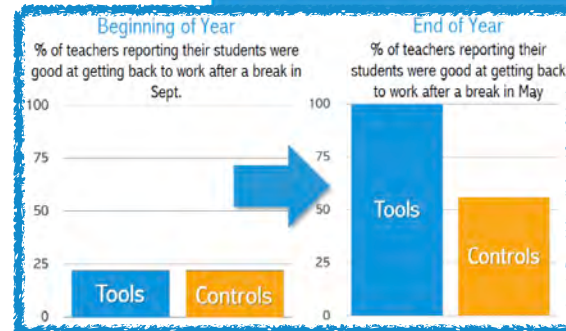 Beginning of Year
% of teachers reporting their students were
good at getting back to work after a break in
Sept.
100
75
50
25
0
Tools
Controls
End of Year
% of teachers reporting their
students were good at getting back
to work after a break in May
100
75
50
25
0
Tools
Controls